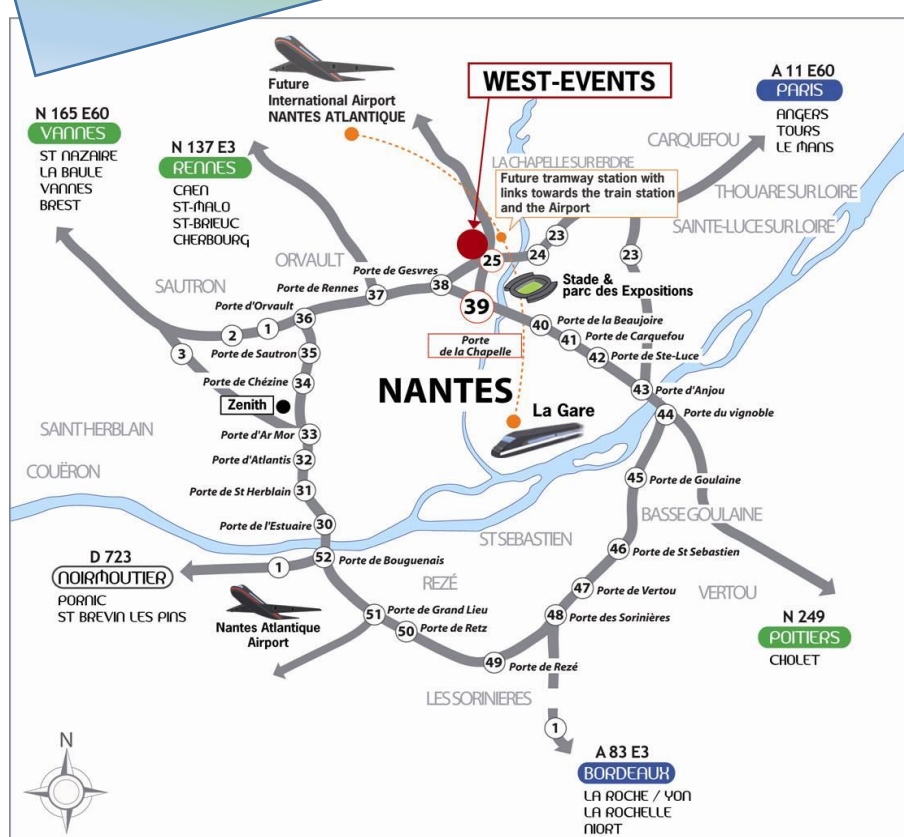 WEST-EVENTS
Future
International Airport
NANTES ATLANTIQUE
A 11 E60
PARIS
ANGERS
TOURS
LE MANS
N 165 E60
VANNES
ST NAZAIRE
LA BAULE
VANNES
BREST
N 137 E3
RENNES
CAEN
ST-MALO
ST-BRIEUC
CHERBOURG
CARQUEFOU
LA CHAPELLE SUR ERDRE
Future tramway station with
links towards the train station
and the Airport
THOUARE SUR LOIRE
SAINTE-LUCE SUR LOIRE
23
24
25
23
ORVAULT
SAUTRON
Porte de Gesvres
38
Porte de Rennes
37
Porte d'Orvault
36
Stade &
parc des Expositions
39
Porte
de la Chapelle
40
Porte de la Beaujoire
41
Porte de Carquefou
42
Porte de Ste-Luce
43
Porte d'Anjou
44
Porte du vignoble
3
2
1
Porte de Sautron
35
Porte de Chézine
34
Zenith
NANTES
La Gare
SAINT HERBLAIN
Porte d'Ar Mor
33
Porte d'Atlantis
32
COUËRON
Porte de St Herblain
31
Porte de l'Estuaire
30
45
Porte de Goulaine
BASSE GOULAINE
ST SEBASTIEN
46
Porte de St Sebastien
52
Porte de Bouguenais
1
D 723
NOIRMOUTIER
PORNIC
ST BREVIN LES PINS
REZÉ
47
Porte de Vertou
VERTOU
48
Porte des Sorinières
51
Porte de Grand Lieu
50
Porte de Retz
Nantes Atlantique
Airport
49
Porte de Rezé
N 249
POITIERS
CHOLET
LES SORINIERES
1
A 83 E3
BORDEAUX
LA ROCHE / YON
LA ROCHELLE
NIORT
N